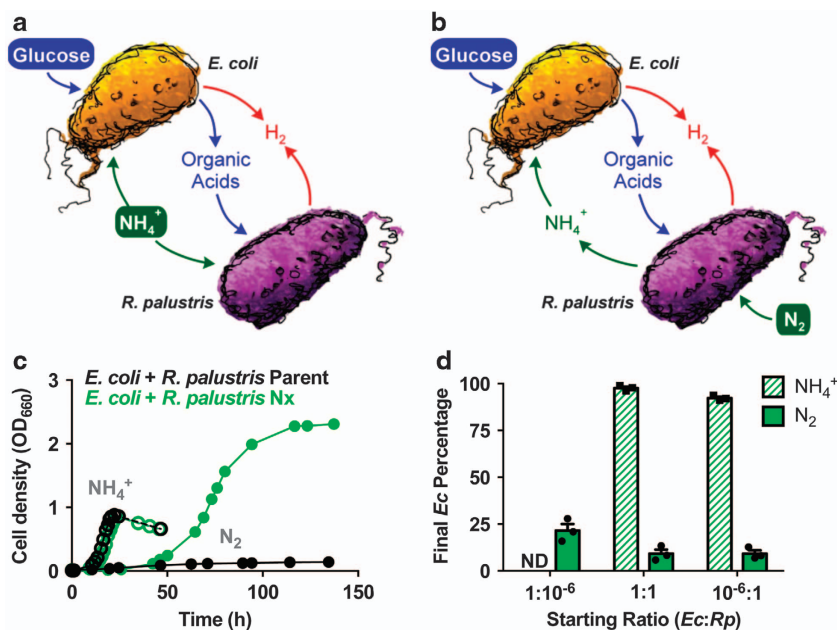 a
Glucose
E. coli
H2
Organic
Acids
NH4+
R. palustris
b
Glucose
E. coli
H2
Organic
Acids
NH4+
R. palustris
N2
c
E. coli + R. palustris Parent
E. coli + R. palustris Nx
Cell density (OD660)
3
2
1
0
NH4+
N2
0
50
100
150
Time (h)
d
Final Ec Percentage
100
75
50
25
0
NH4+
N2
ND
1:10-6
1:1
10-6:1
Starting Ratio (Ec:Rp)